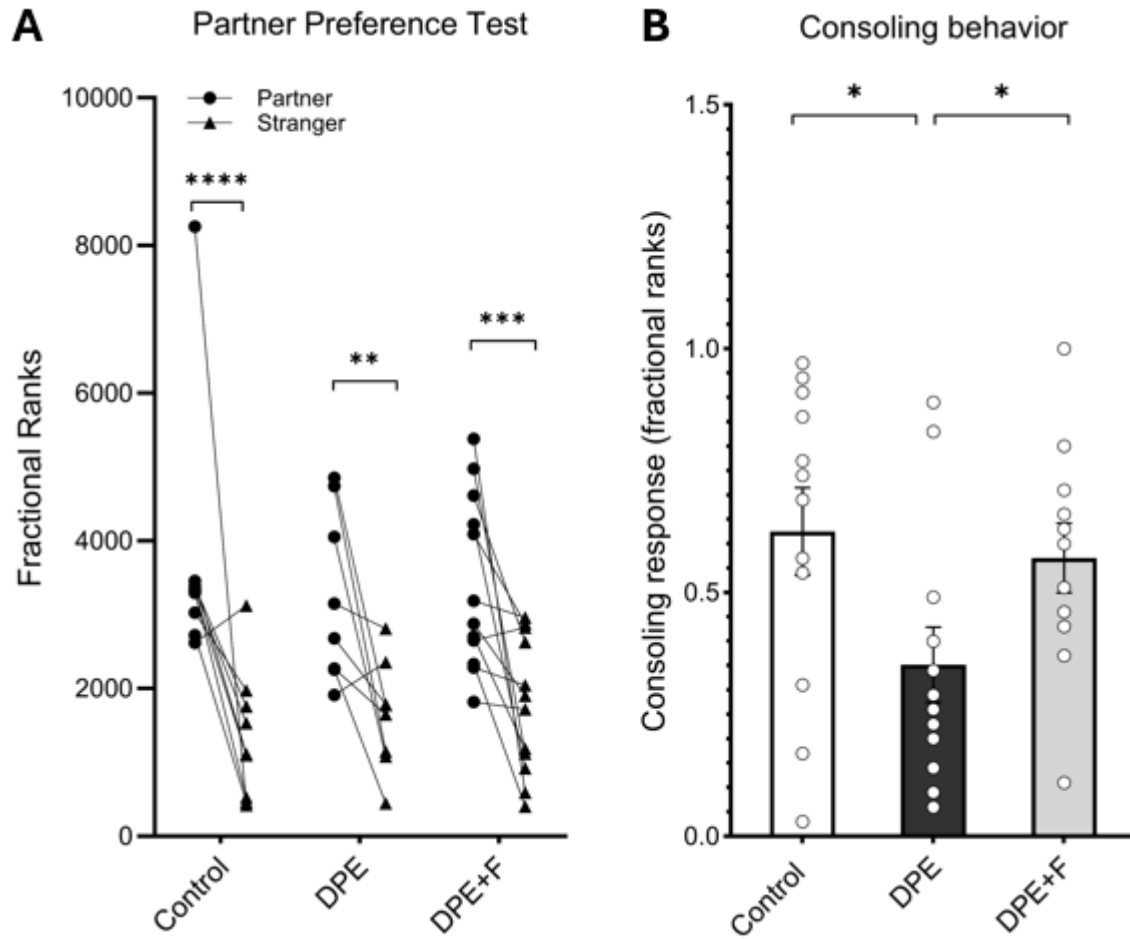 A
Partner Preference Test
Partner
Stranger
10000
8000
6000
4000
2000
0
Fractional Ranks
****
**
***
Control
DPE
DPE+F
B
Consoling behavior
*
*
1.5
1.0
0.5
0.0
Consoling response (fractional ranks)
Control
DPE
DPE+F